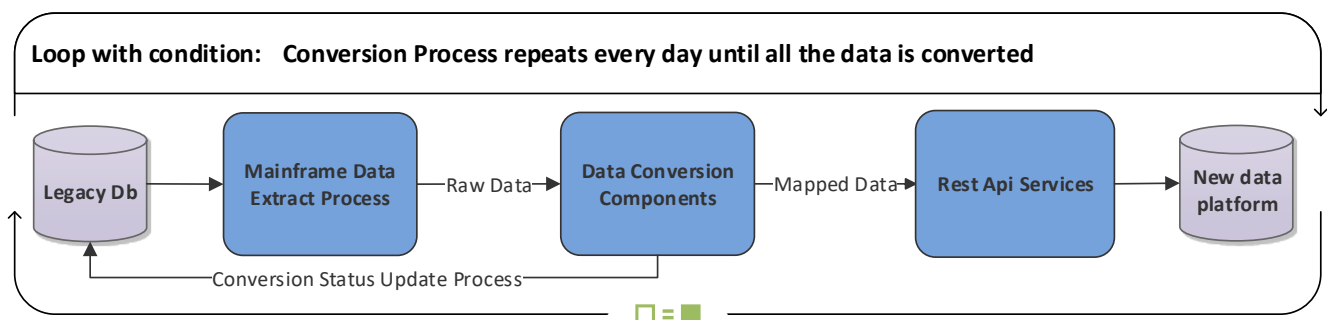 Loop with condition: Conversion Process repeats every day until all the data is converted
Legacy Db
Mainframe Data
Extract Process
Raw Data
Data Conversion
Components
Mapped Data
Rest Api Services
New data
platform
Conversion Status Update Process